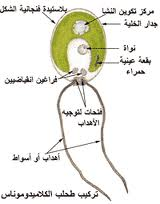 مركز تكوين النشا
بلاستيدة فنجانية الشكل
جدار الخلية
نواة
بقعة عينية
حمراء
فراغين انقباضيين
فتحات لتوجيه
الأهداب
أهداب أو أسواط
تركيب طحلب الكلاميدوموناس